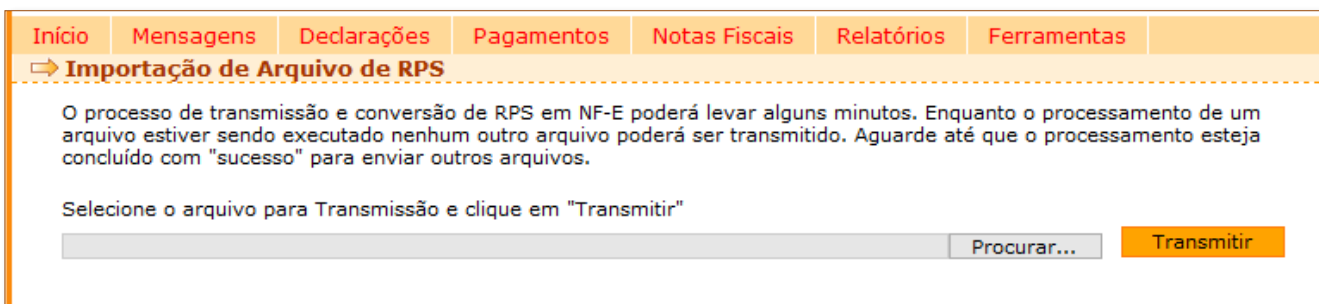 Início Mensagens Declarações Pagamentos Notas Fiscais Relatórios Ferramentas
Importação de Arquivo de RPS
O processo de transmissão e conversão de RPS em NF-E poderá levar alguns minutos. Enquanto o processamento de um
arquivo estiver sendo executado nenhum outro arquivo poderá ser transmitido. Aguarde até que o processamento esteja
concluído com "sucesso" para enviar outros arquivos.
Selecione o arquivo para Transmissão e clique em "Transmitir"
Procurar... Transmitir